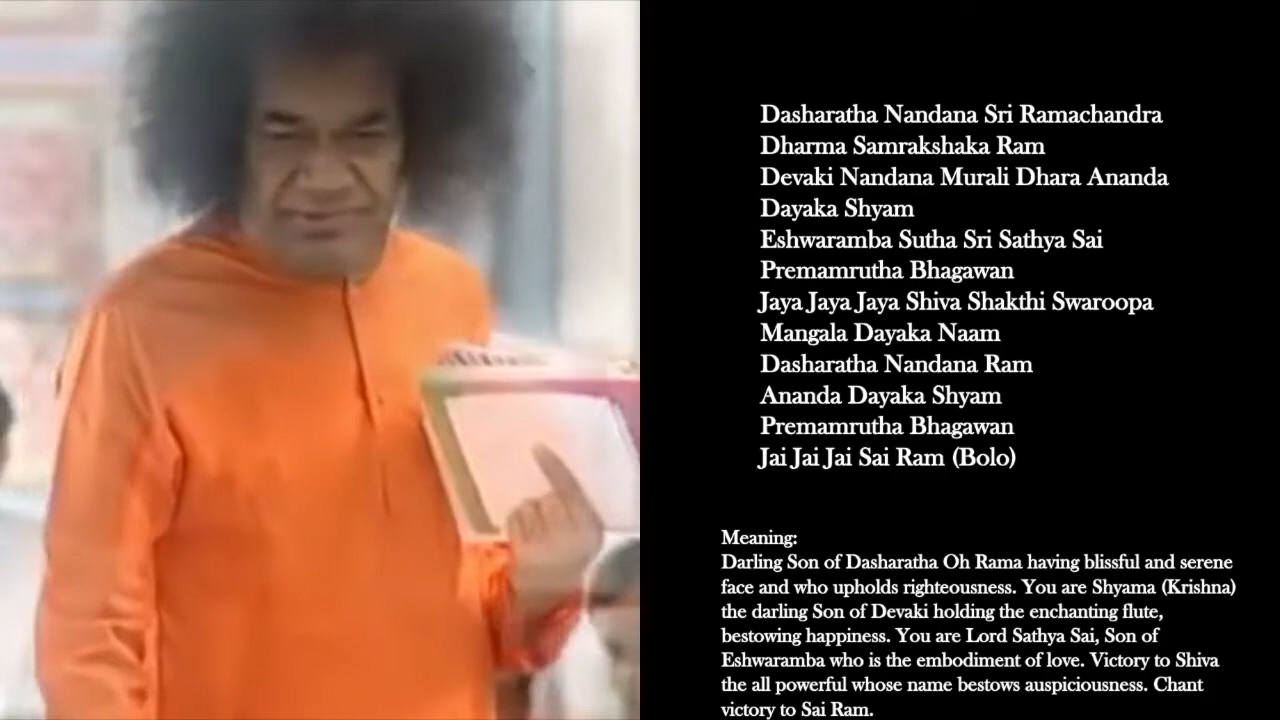 Dasharatha Nandana Sri Ramachandra
Dharma Samrakshaka Ram
Devaki Nandana Murali Dhara Ananda
Dayaka Shyam
Eshwaramba Sutha Sri Sathya Sai
Premamrutha Bhagawan
Jaya Jaya Jaya Shiva Shakthi Swaroopa
Mangala Dayaka Naam
Dasharatha Nandana Ram
Ananda Dayaka Shyam
Premamrutha Bhagawan
Jai Jai Jai Sai Ram (Bolo)
Meaning:
Darling Son of Dasharatha Oh Rama having blissful and serene
face and who upholds righteousness. You are Shyama (Krishna)
the darling Son of Devaki holding the enchanting flute,
bestowing happiness. You are Lord Sathya Sai, Son of
Eshwaramba who is the embodiment of love. Victory to Shiva
the all powerful whose name bestows auspiciousness. Chant
victory to Sai Ram.